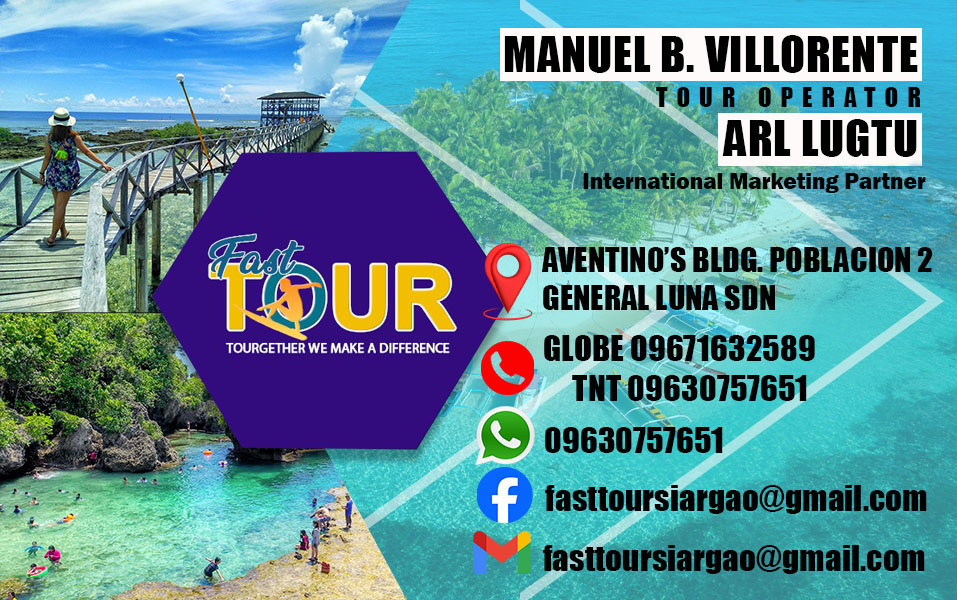 MANUEL B. VILLORENTE
TOUR OPERATOR
ARL LUGTU
International Marketing Partner
Fast
TOUR
TOURGETHER WE MAKE A DIFFERENCE
AVENTINO'S BLDG. POBLACION 2
GENERAL LUNA SDN
GLOBE 09671632589
TNT 09630757651
09630757651
fasttoursiargao@gmail.com
fasttoursiargao@gmail.com